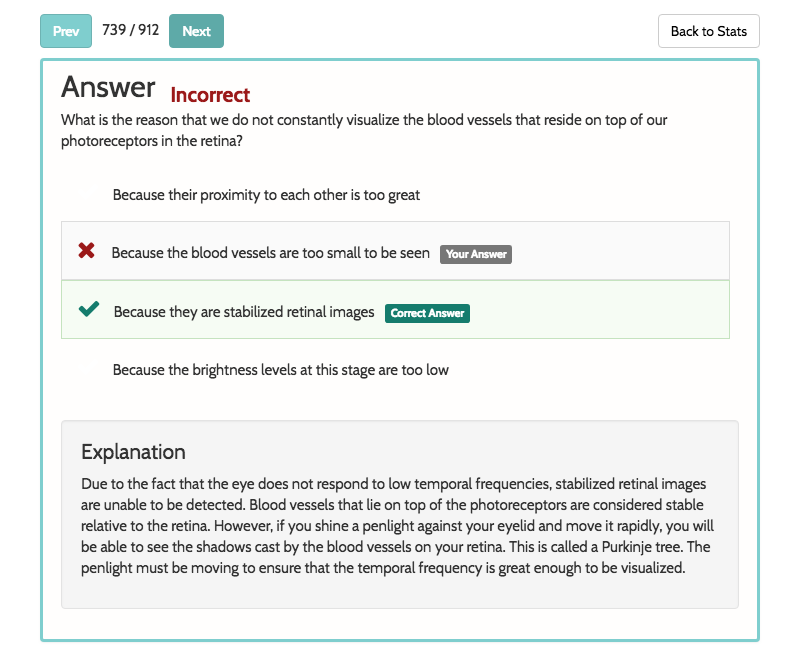 Prev 739 / 912 Next Back to Stats
Answer Incorrect
What is the reason that we do not constantly visualize the blood vessels that reside on top of our
photoreceptors in the retina?
Because their proximity to each other is too great
Because the blood vessels are too small to be seen Your Answer
Because they are stabilized retinal images Correct Answer
Because the brightness levels at this stage are too low
Explanation
Due to the fact that the eye does not respond to low temporal frequencies, stabilized retinal images
are unable to be detected. Blood vessels that lie on top of the photoreceptors are considered stable
relative to the retina. However, if you shine a penlight against your eyelid and move it rapidly, you will
be able to see the shadows cast by the blood vessels on your retina. This is called a Purkinje tree. The
penlight must be moving to ensure that the temporal frequency is great enough to be visualized.